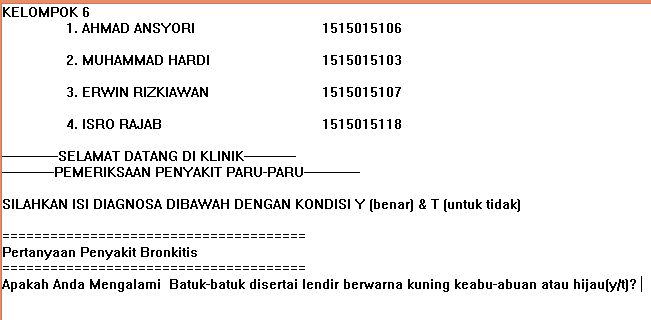 KELOMPOK 6
1. AHMAD ANSYORI 1515015106
2. MUHAMMAD HARDI 1515015103
3. ERWIN RIZKIAWAN 1515015107
4. ISRO RAJAB 1515015118
-------------SELAMAT DATANG DI KLINIK------------
------------PEMERIKSAAN PENYAKIT PARU-PARU-------------
SILAHKAN ISI DIAGNOSA DIBAWAH DENGAN KONDISI Y (benar) & T (untuk tidak)
======================================
Pertanyaan Penyakit Bronkitis
======================================
Apakah Anda Mengalami  Batuk-batuk disertai lendir berwarna kuning keabu-abuan atau hijau(y/t)?